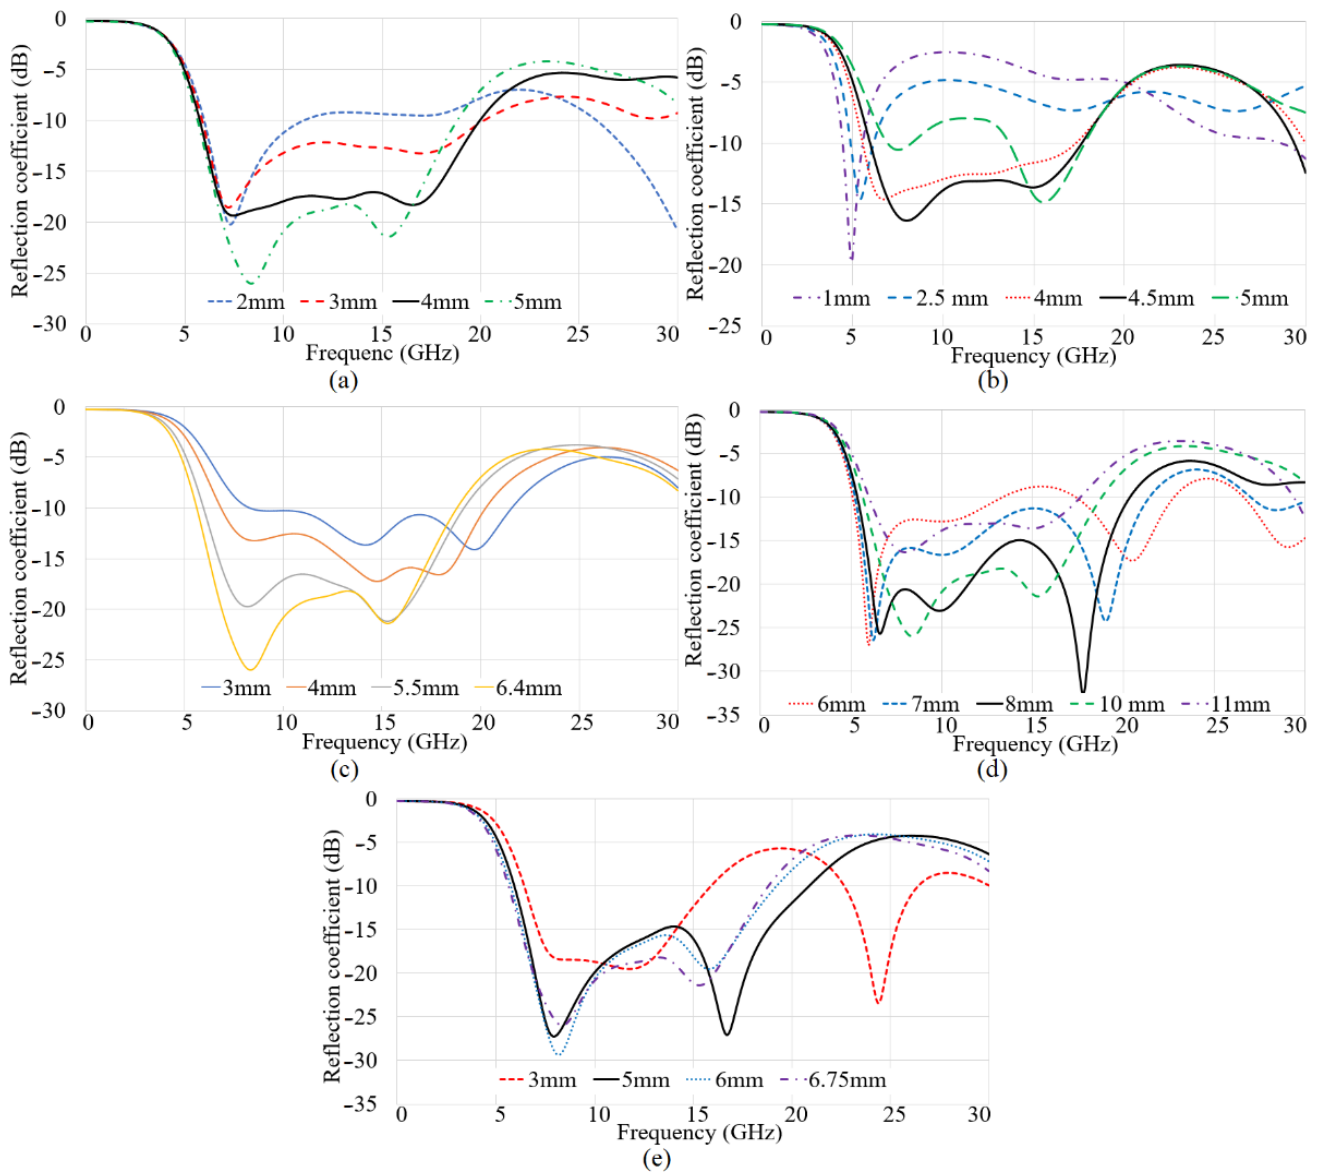 0
−5
−10
−15
−20
−25
−30
Reflection coefficient (dB)
2mm 3mm 4mm 5mm
0 5 10 15 20 25 30
Frequenc (GHz)
(a)
0
−5
−10
−15
−20
−25
Reflection coefficient (dB)
1mm 2.5 mm 4mm 4.5mm 5mm
0 5 10 15 20 25 30
Frequency (GHz)
(b)
0
−5
−10
−15
−20
−25
−30
Reflection coefficient (dB)
3mm 4mm 5.5mm 6.4mm
0 5 10 15 20 25 30
Frequency (GHz)
(c)
0
−5
−10
−15
−20
−25
−30
−35
Reflection coefficient (dB)
6mm 7mm 8mm 10 mm 11mm
0 5 10 15 20 25 30
Frequency (GHz)
(d)
0
−5
−10
−15
−20
−25
−30
−35
Reflection coefficient (dB)
3mm 5mm 6mm 6.75mm
0 5 10 15 20 25 30
Frequency (GHz)
(e)